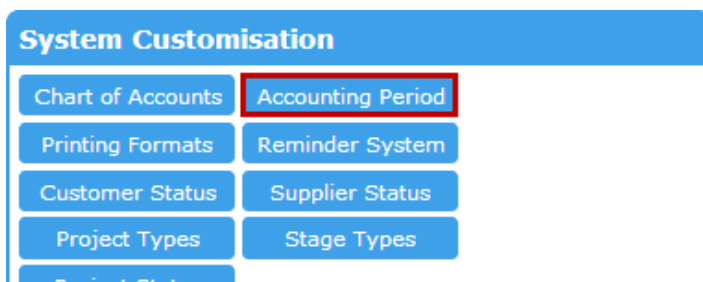 System Customisation
Chart of Accounts Accounting Period
Printing Formats Reminder System
Customer Status Supplier Status
Project Types Stage Types